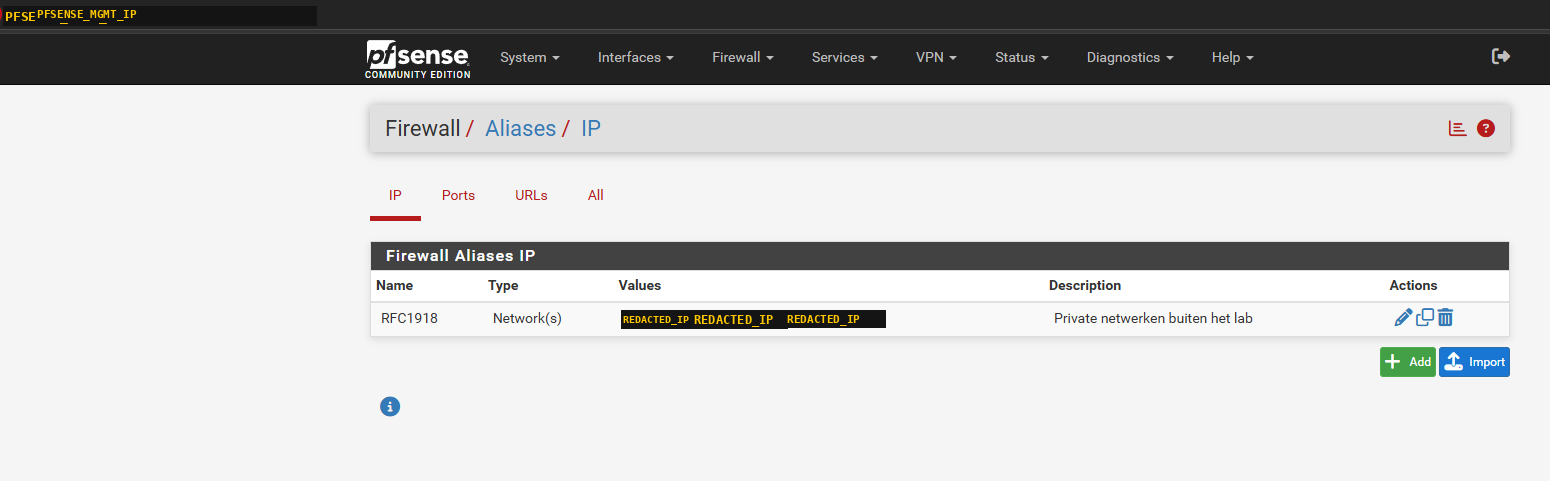 PFSEPFSENSE_MGMT_IP
pfsense
COMMUNITY EDITION
System Interfaces Firewall Services VPN Status Diagnostics Help
Firewall / Aliases / IP
IP Ports URLs All
Firewall Aliases IP
Name Type Values Description Actions
RFC1918 Network(s) REDACTED_IP REDACTED_IP REDACTED_IP Private netwerken buiten het lab
Add Import